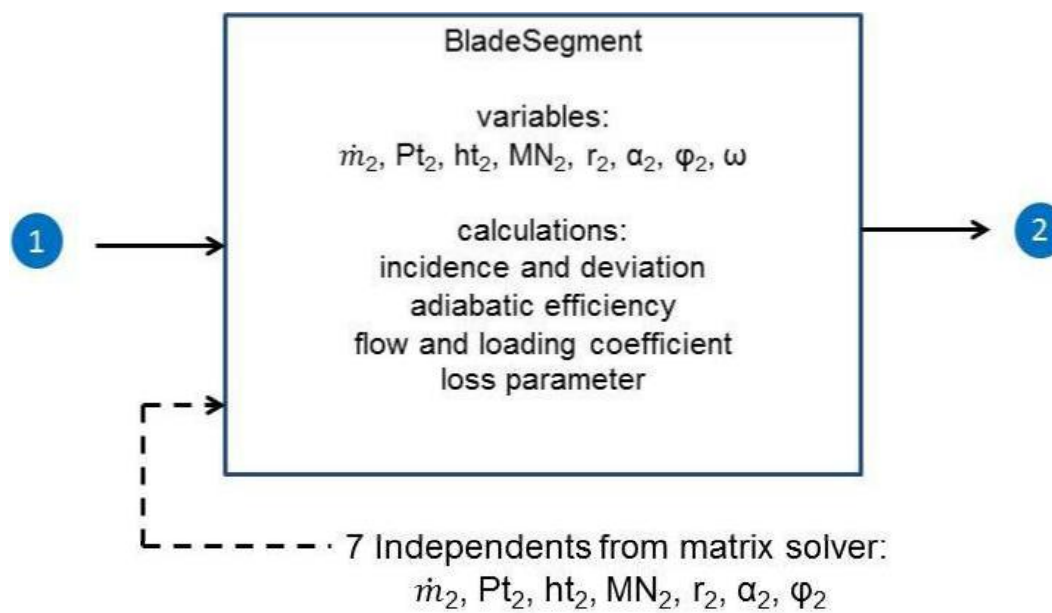 BladeSegment
variables:
ṁ₂, Pt₂, ht₂, MN₂, r₂, α₂, φ₂, ω
1
calculations:
2
incidence and deviation
adiabatic efficiency
flow and loading coefficient
loss parameter
7 Independents from matrix solver:
ṁ₂, Pt₂, ht₂, MN₂, r₂, α₂, φ₂